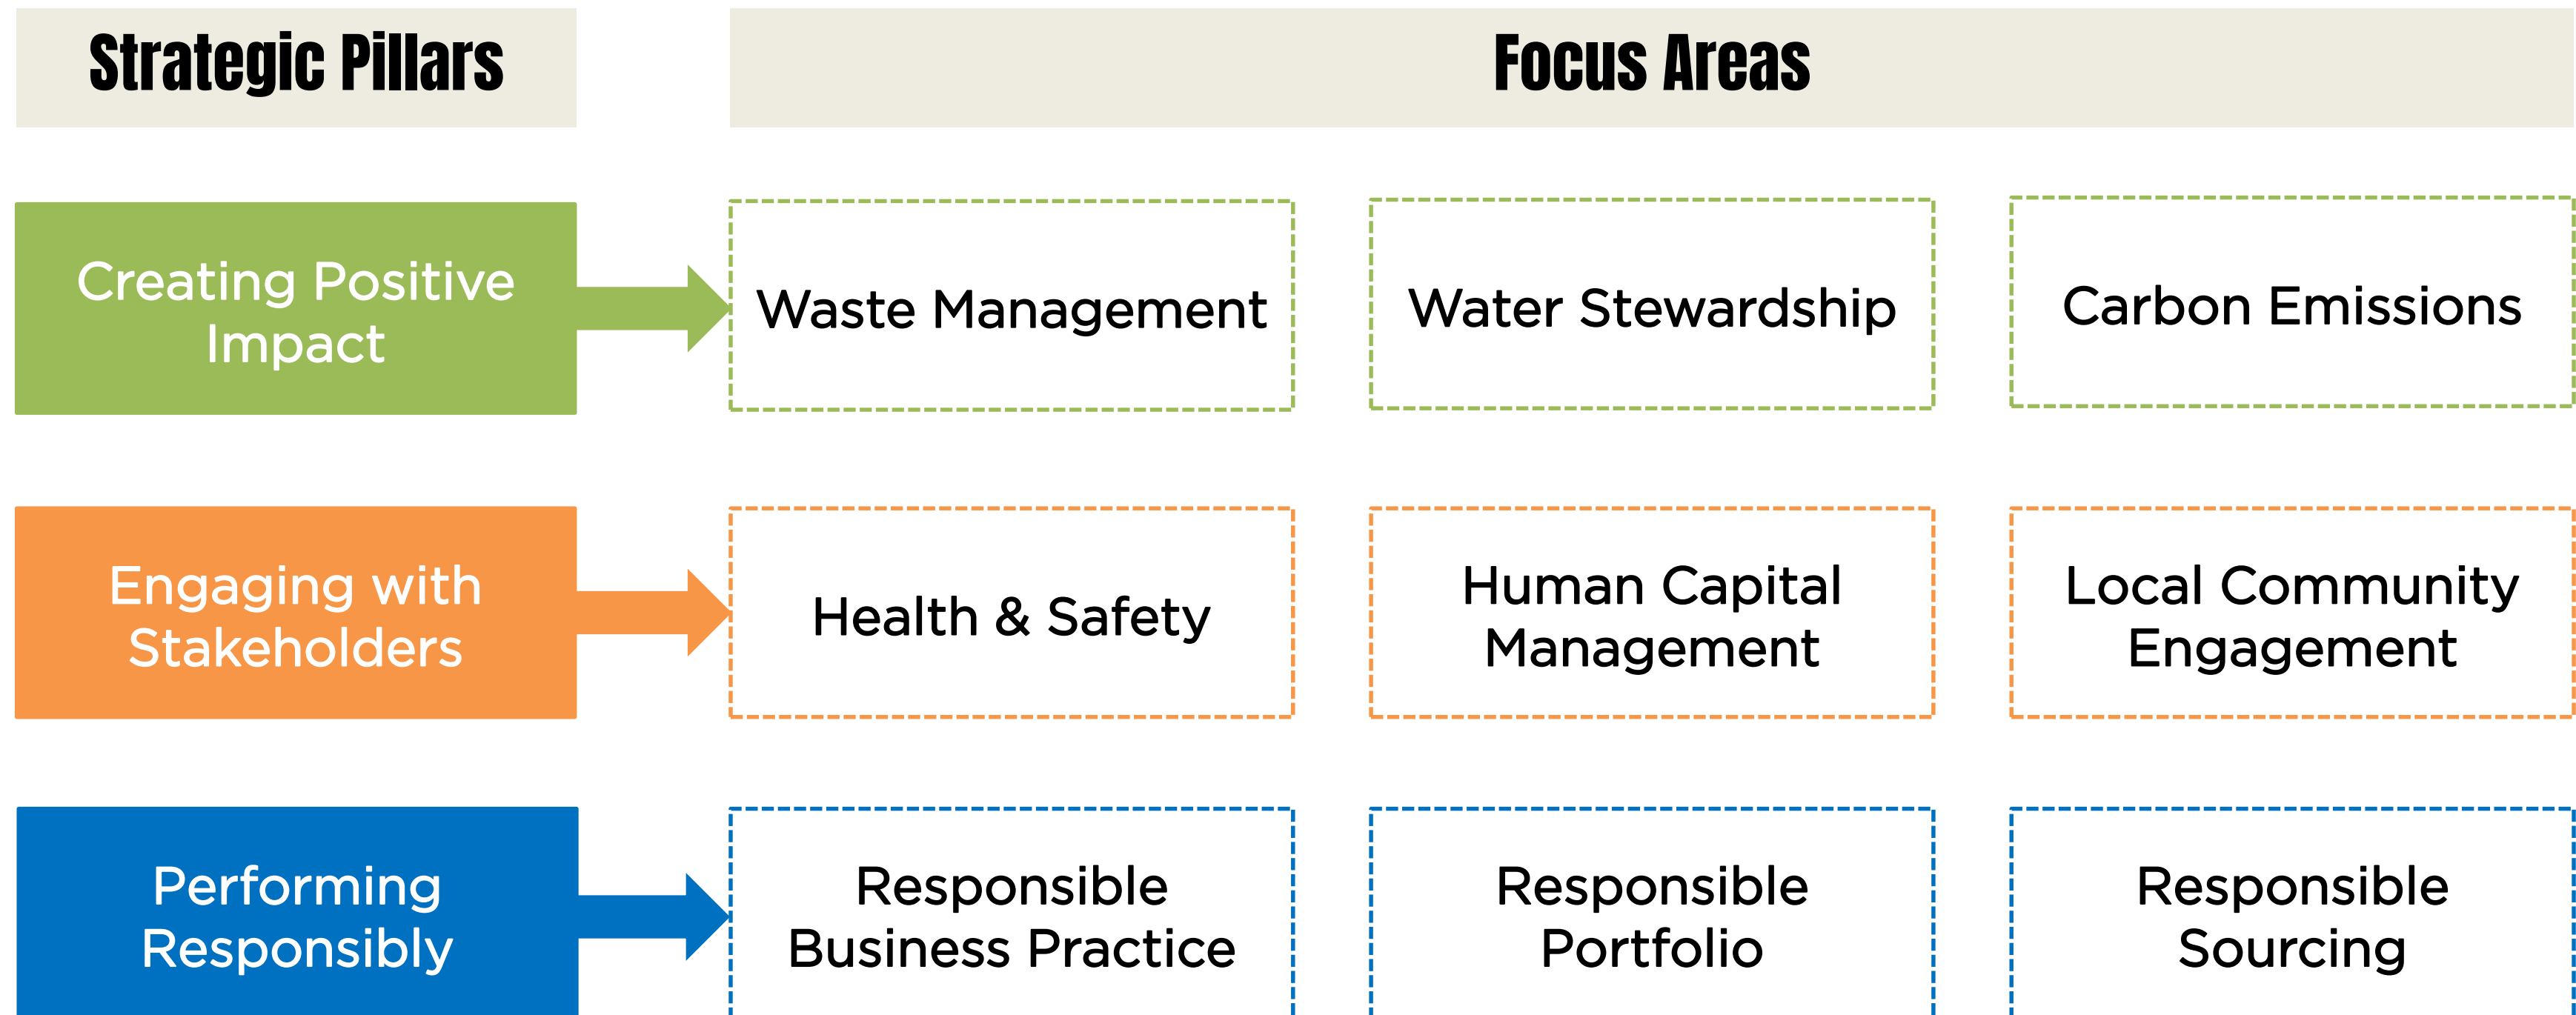 Strategic Pillars
Focus Areas
Creating Positive
Impact
Waste Management
Water Stewardship
Carbon Emissions
Engaging with
Stakeholders
Health & Safety
Human Capital
Management
Local Community
Engagement
Performing
Responsibly
Responsible
Business Practice
Responsible
Portfolio
Responsible
Sourcing